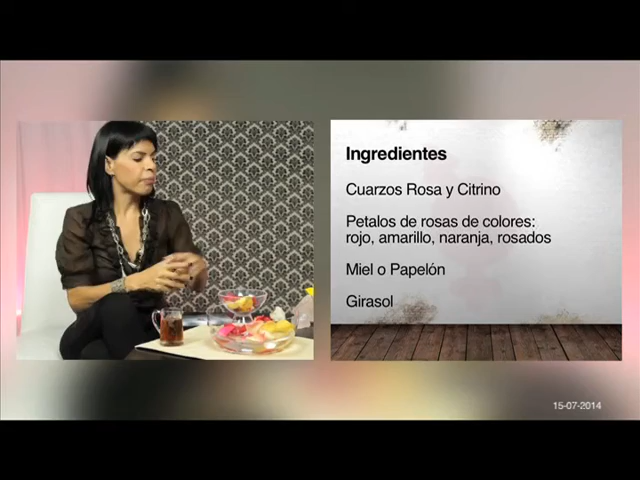 Ingredientes
Cuarzos Rosa y Citrino
Petalos de rosas de colores:
rojo, amarillo, naranja, rosados
Miel o Papelón
Girasol
15-07-2014